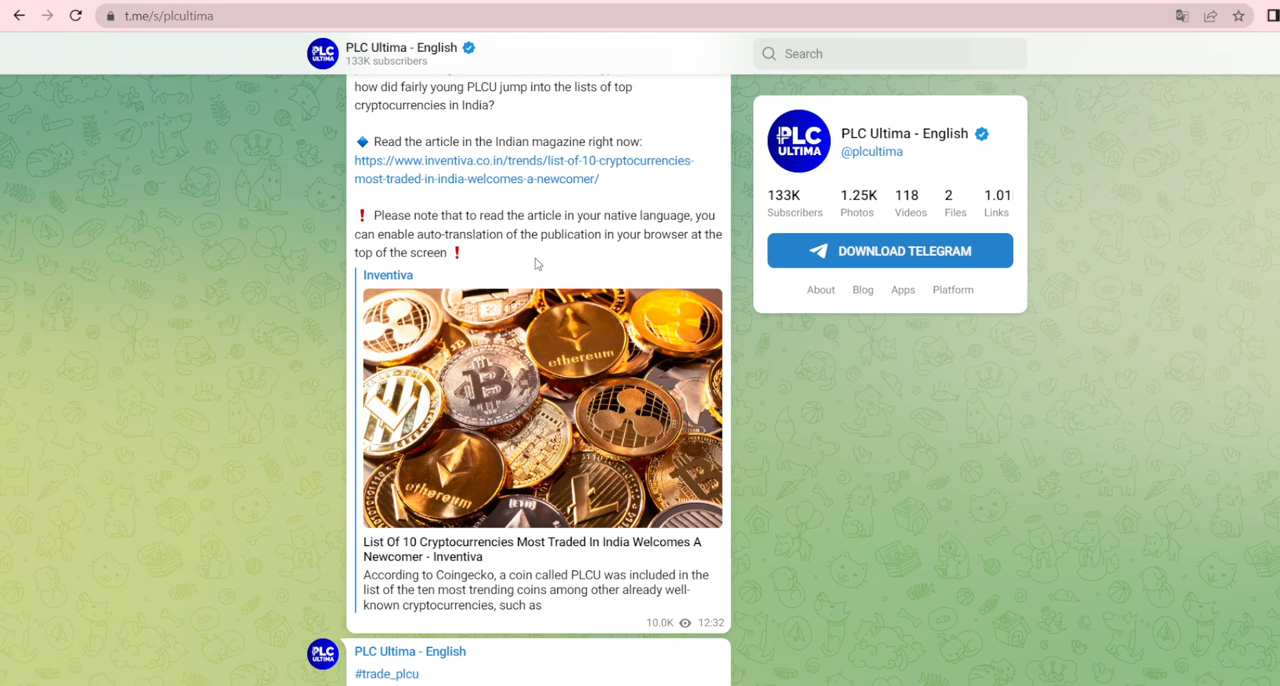 t.me/s/plcultima
PLC ULTIMA
PLC Ultima - English
133K subscribers
Search
how did fairly young PLCU jump into the lists of top
cryptocurrencies in India?
Read the article in the Indian magazine right now:
https://www.inventiva.co.in/trends/list-of-10-cryptocurrencies-
most-traded-in-india-welcomes-a-newcomer/
❗ Please note that to read the article in your native language, you
can enable auto-translation of the publication in your browser at the
top of the screen ❗
Inventiva
ethereum
ethereum
List Of 10 Cryptocurrencies Most Traded In India Welcomes A
Newcomer - Inventiva
According to Coingecko, a coin called PLCU was included in the
list of the ten most trending coins among other already well-
known cryptocurrencies, such as
10.0K 12:32
PLC ULTIMA
PLC Ultima - English
#trade_plcu
PLC
ULTIMA
PLC Ultima - English
@plcultima
133K 1.25K 118 2 1.01
Subscribers Photos Videos Files Links
DOWNLOAD TELEGRAM
About Blog Apps Platform